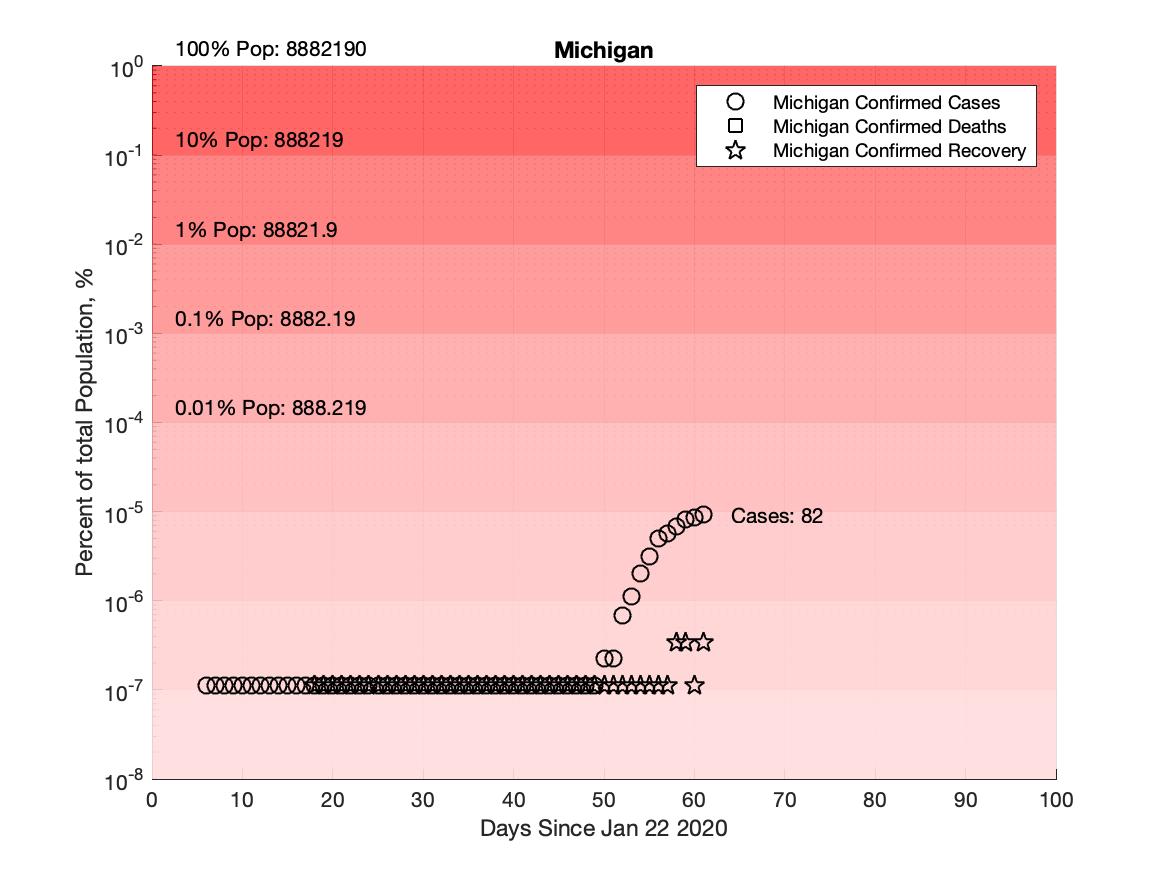 100% Pop: 8882190
Michigan
10^0
Michigan Confirmed Cases
Michigan Confirmed Deaths
Michigan Confirmed Recovery
10% Pop: 888219
10^-1
1% Pop: 88821.9
10^-2
0.1% Pop: 8882.19
10^-3
0.01% Pop: 888.219
10^-4
10^-5
Cases: 82
10^-6
10^-7
10^-8
Percent of total Population, %
0 10 20 30 40 50 60 70 80 90 100
Days Since Jan 22 2020